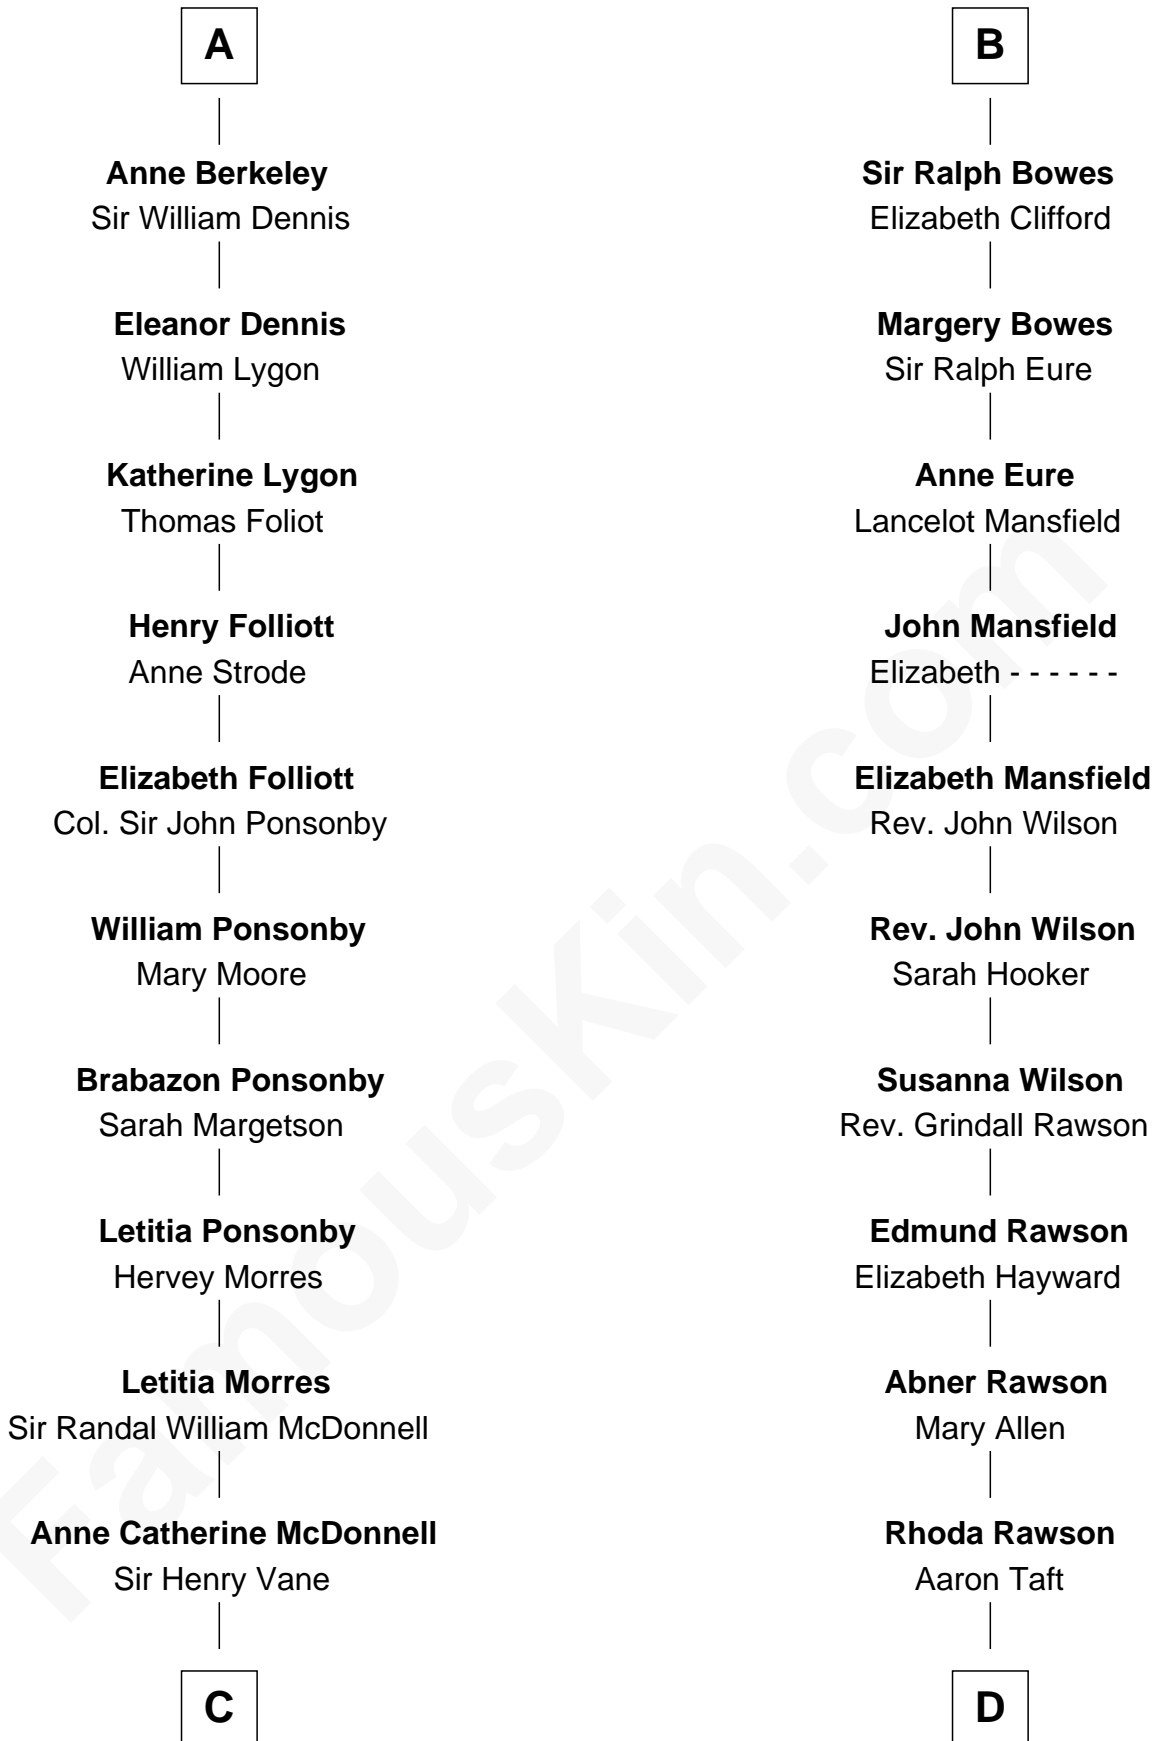 A
Anne Berkeley
Sir William Dennis
Eleanor Dennis
William Lygon
Katherine Lygon
Thomas Foliot
Henry Folliott
Anne Strode
Elizabeth Folliott
Col. Sir John Ponsonby
William Ponsonby
Mary Moore
Brabazon Ponsonby
Sarah Margetson
Letitia Ponsonby
Hervey Morres
Letitia Morres
Sir Randal William McDonnell
Anne Catherine McDonnell
Sir Henry Vane
C
B
Sir Ralph Bowes
Elizabeth Clifford
Margery Bowes
Sir Ralph Eure
Anne Eure
Lancelot Mansfield
John Mansfield
Elizabeth - - - - - -
Elizabeth Mansfield
Rev. John Wilson
Rev. John Wilson
Sarah Hooker
Susanna Wilson
Rev. Grindall Rawson
Edmund Rawson
Elizabeth Hayward
Abner Rawson
Mary Allen
Rhoda Rawson
Aaron Taft
D
FamousKin.com